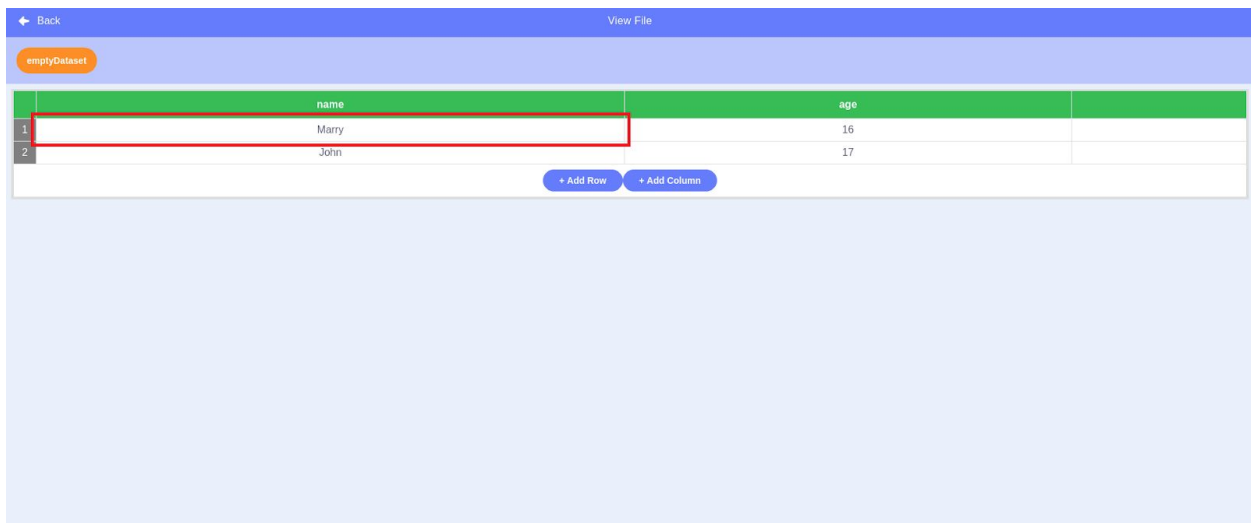 Back View File
emptyDataset
name age
1 Marry 16
2 John 17
+ Add Row + Add Column